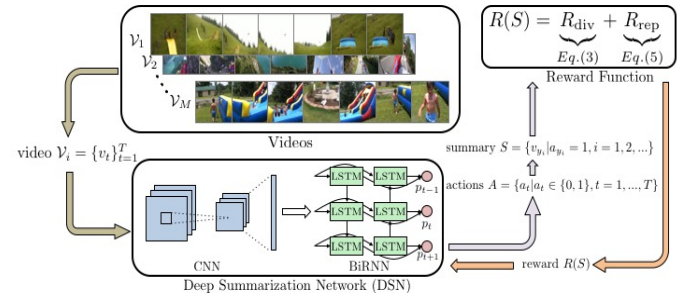 V_1
V_2
V_M
Videos
R(S) = R_div + R_rep
Eq.(3) Eq.(5)
Reward Function
video V_i = {v_t}_{t=1}^T
summary S = {v_{y_i}|a_{y_i} = 1, i = 1, 2, ...}
actions A = {a_t|a_t ∈ {0, 1}, t = 1, ..., T}
LSTM LSTM p_{t−1}
LSTM LSTM p_t
LSTM LSTM p_{t+1}
CNN BiRNN
reward R(S)
Deep Summarization Network (DSN)